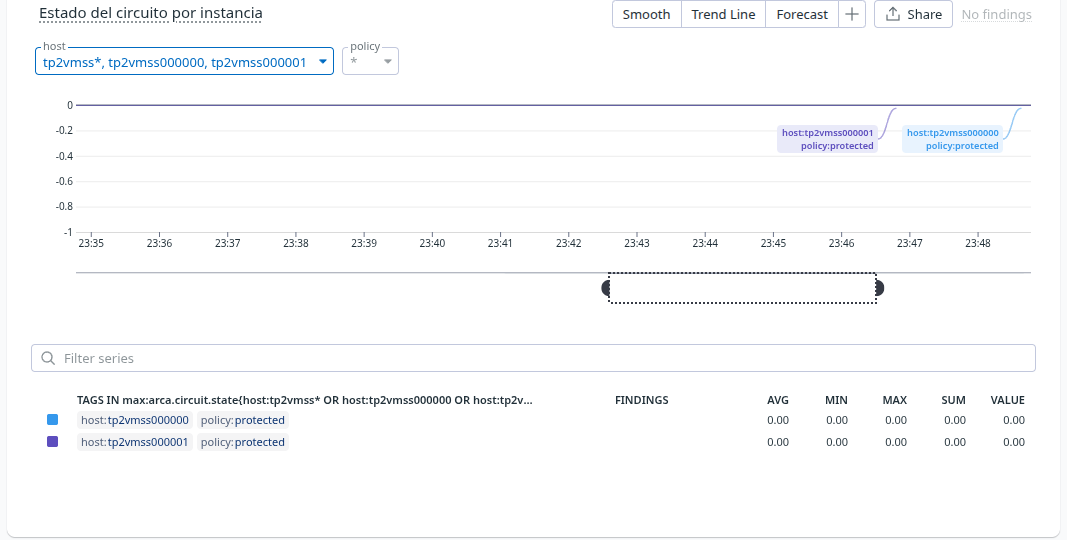 Estado del circuito por instancia
Smooth Trend Line Forecast + Share No findings
host policy
tp2vmss*, tp2vmss000000, tp2vmss000001 *
0
-0.2
-0.4
-0.6
-0.8
-1
host:tp2vmss000001
policy:protected
host:tp2vmss000000
policy:protected
23:35 23:36 23:37 23:38 23:39 23:40 23:41 23:42 23:43 23:44 23:45 23:46 23:47 23:48
Filter series
TAGS IN max:arca.circuit.state{host:tp2vmss* OR host:tp2vmss000000 OR host:tp2v... FINDINGS AVG MIN MAX SUM VALUE
host:tp2vmss000000 policy:protected 0.00 0.00 0.00 0.00 0.00
host:tp2vmss000001 policy:protected 0.00 0.00 0.00 0.00 0.00